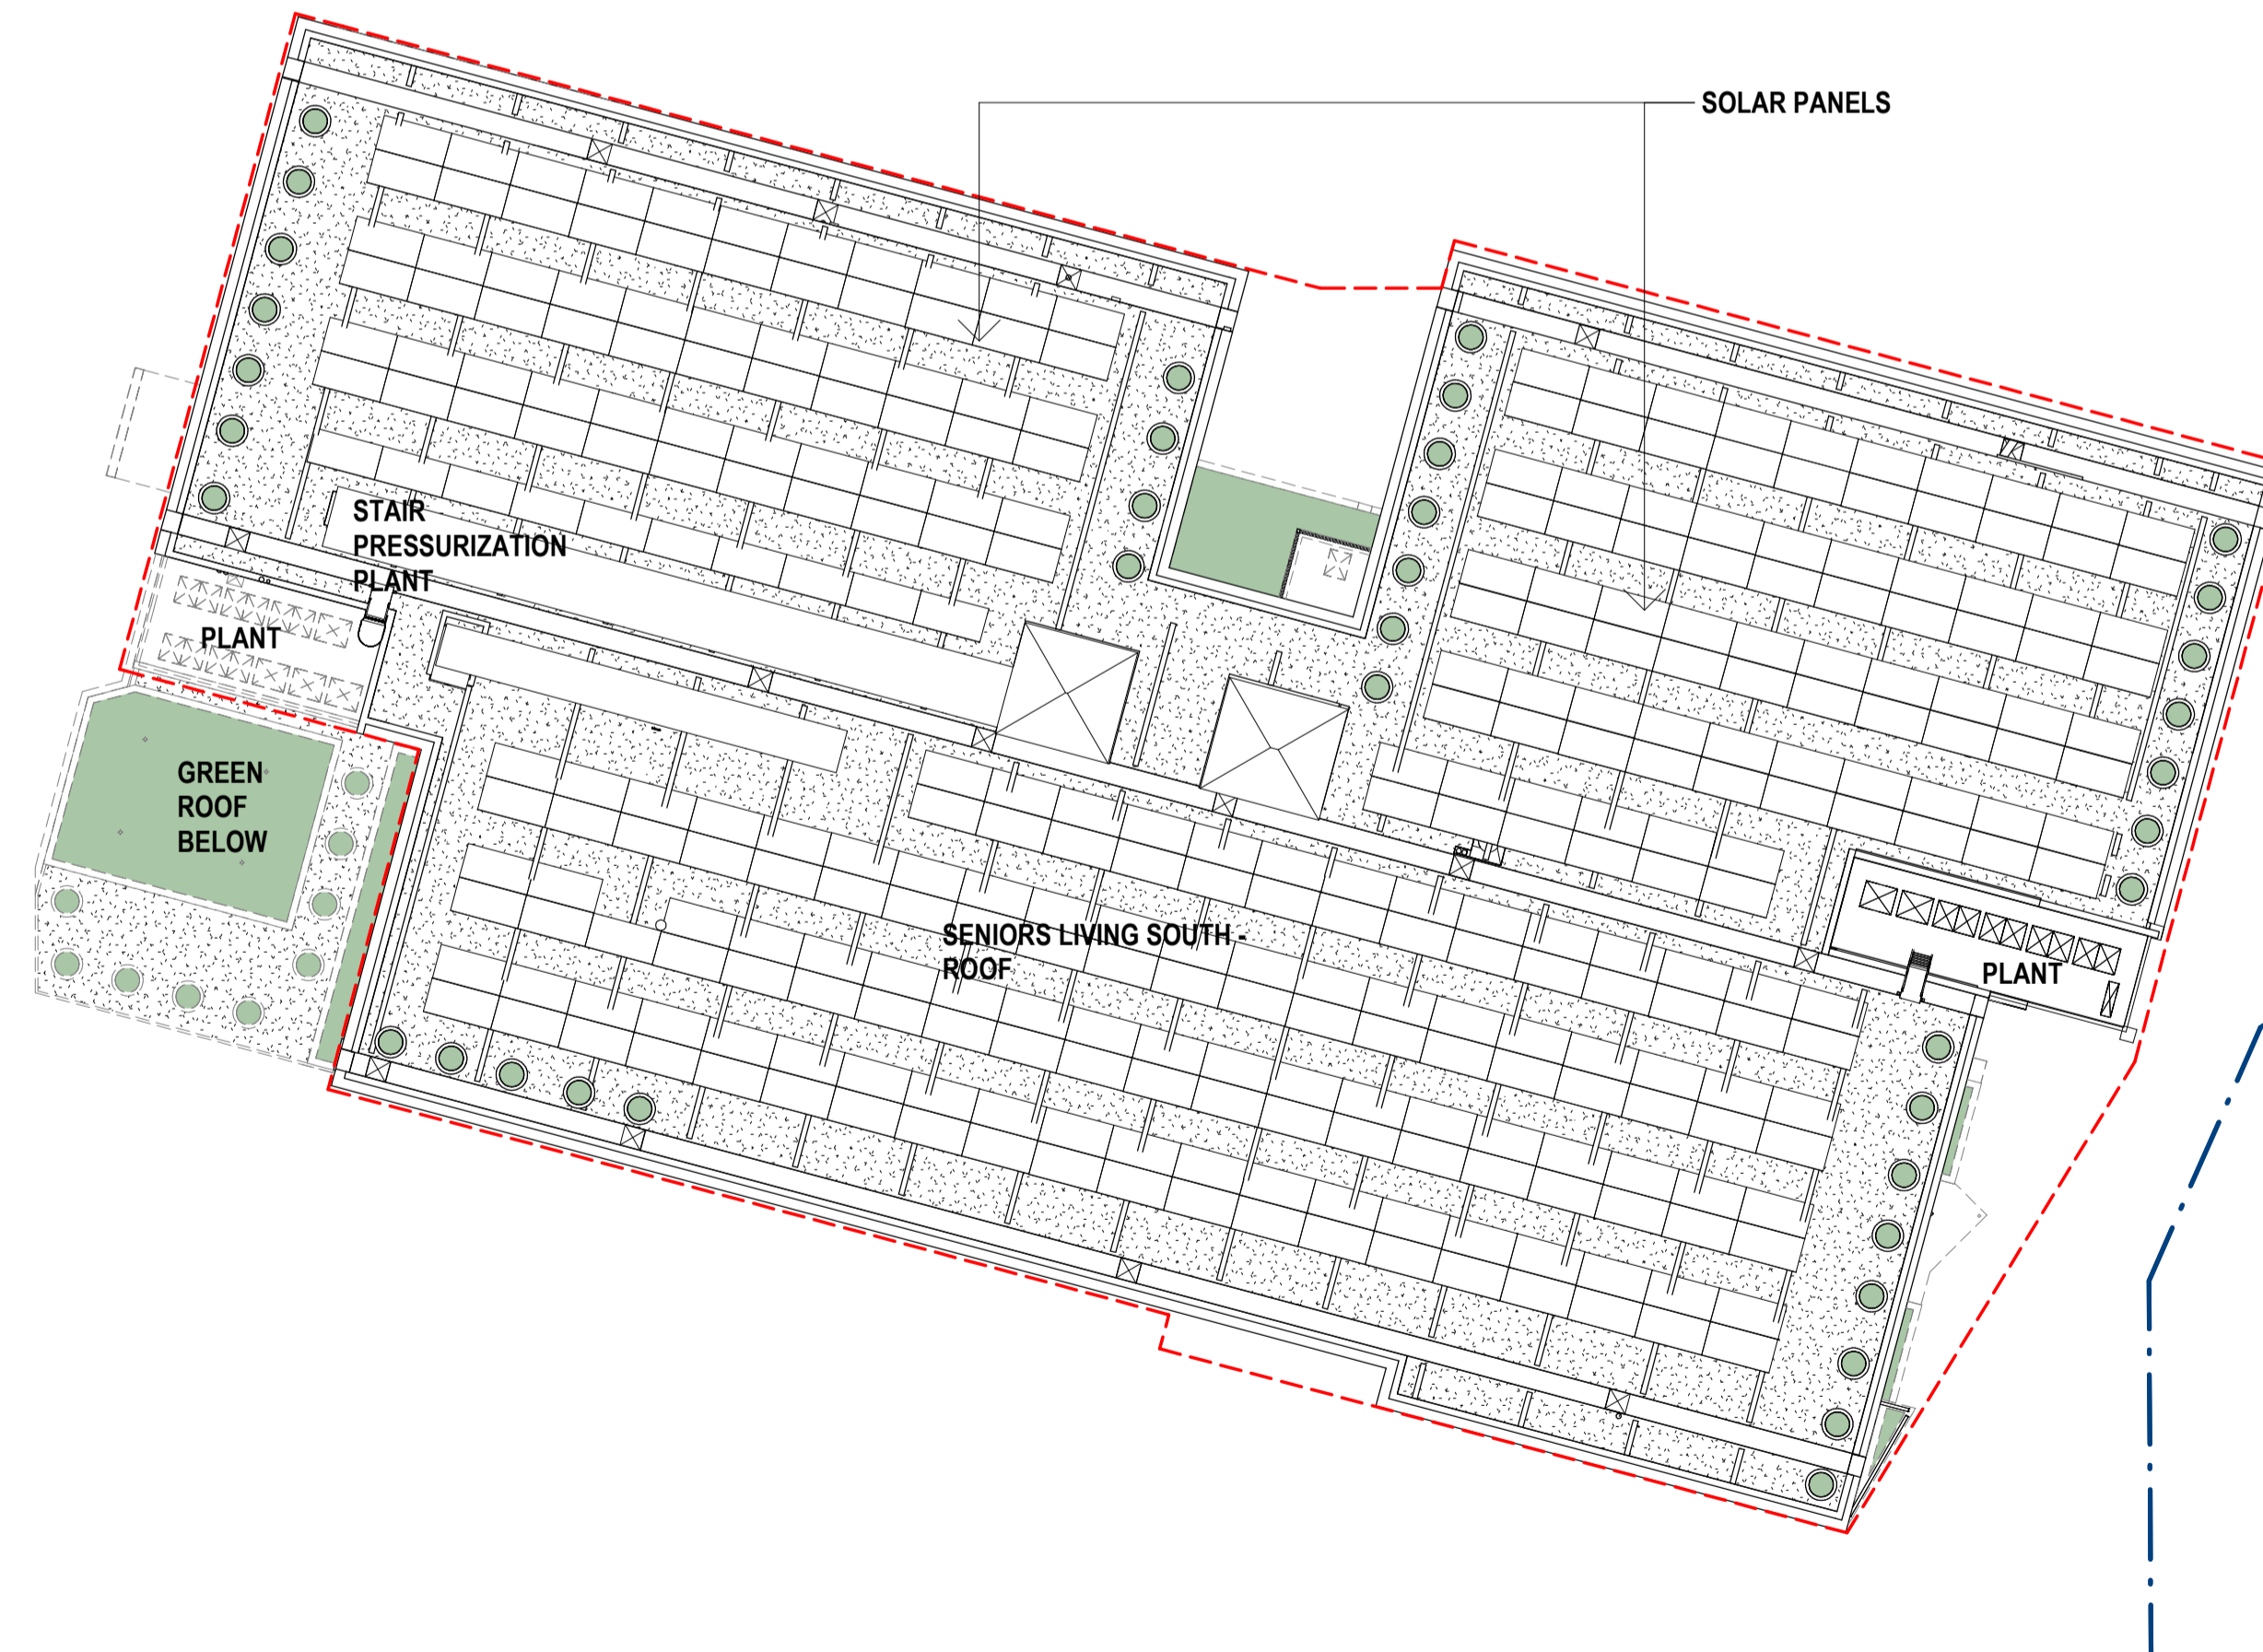 SOLAR PANELS
STAIR
PRESSURIZATION
PLANT
PLANT
GREEN
ROOF
BELOW
SENIORS LIVING SOUTH -
ROOF
PLANT